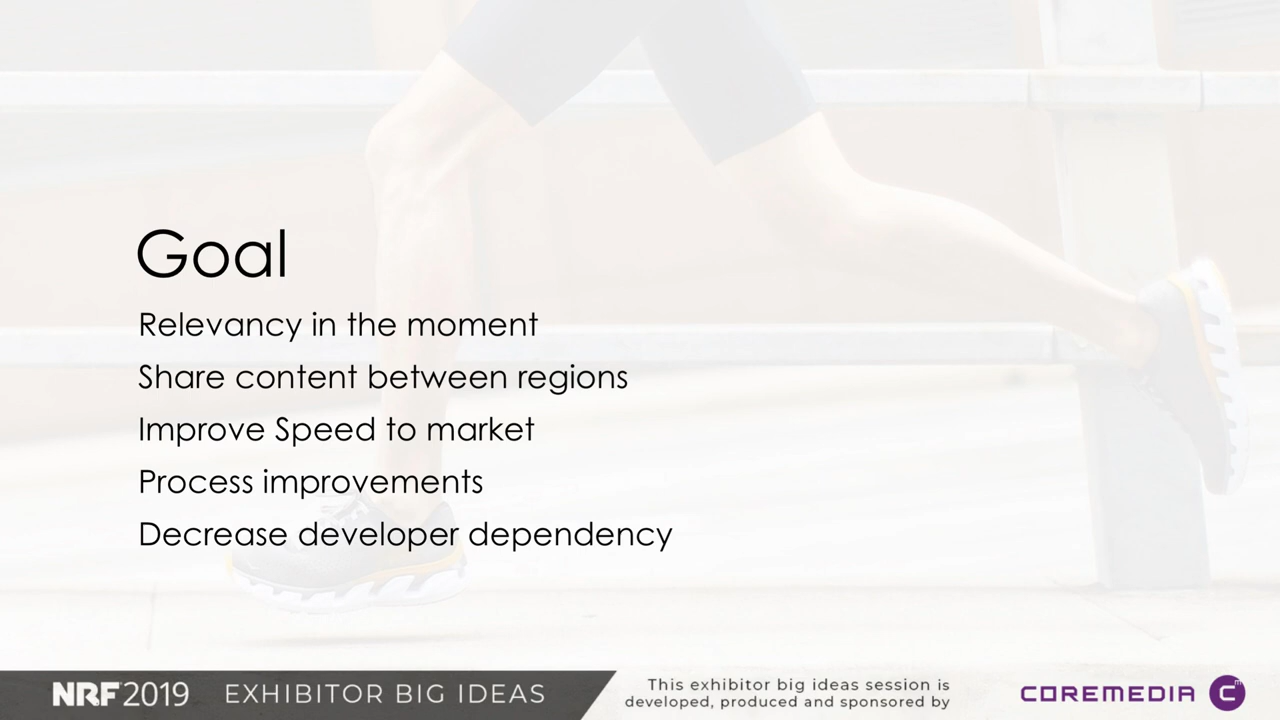 Goal
Relevancy in the moment
Share content between regions
Improve Speed to market
Process improvements
Decrease developer dependency
NRF 2019 EXHIBITOR BIG IDEAS
This exhibitor big ideas session is
developed, produced and sponsored by
COREMEDIA Cm